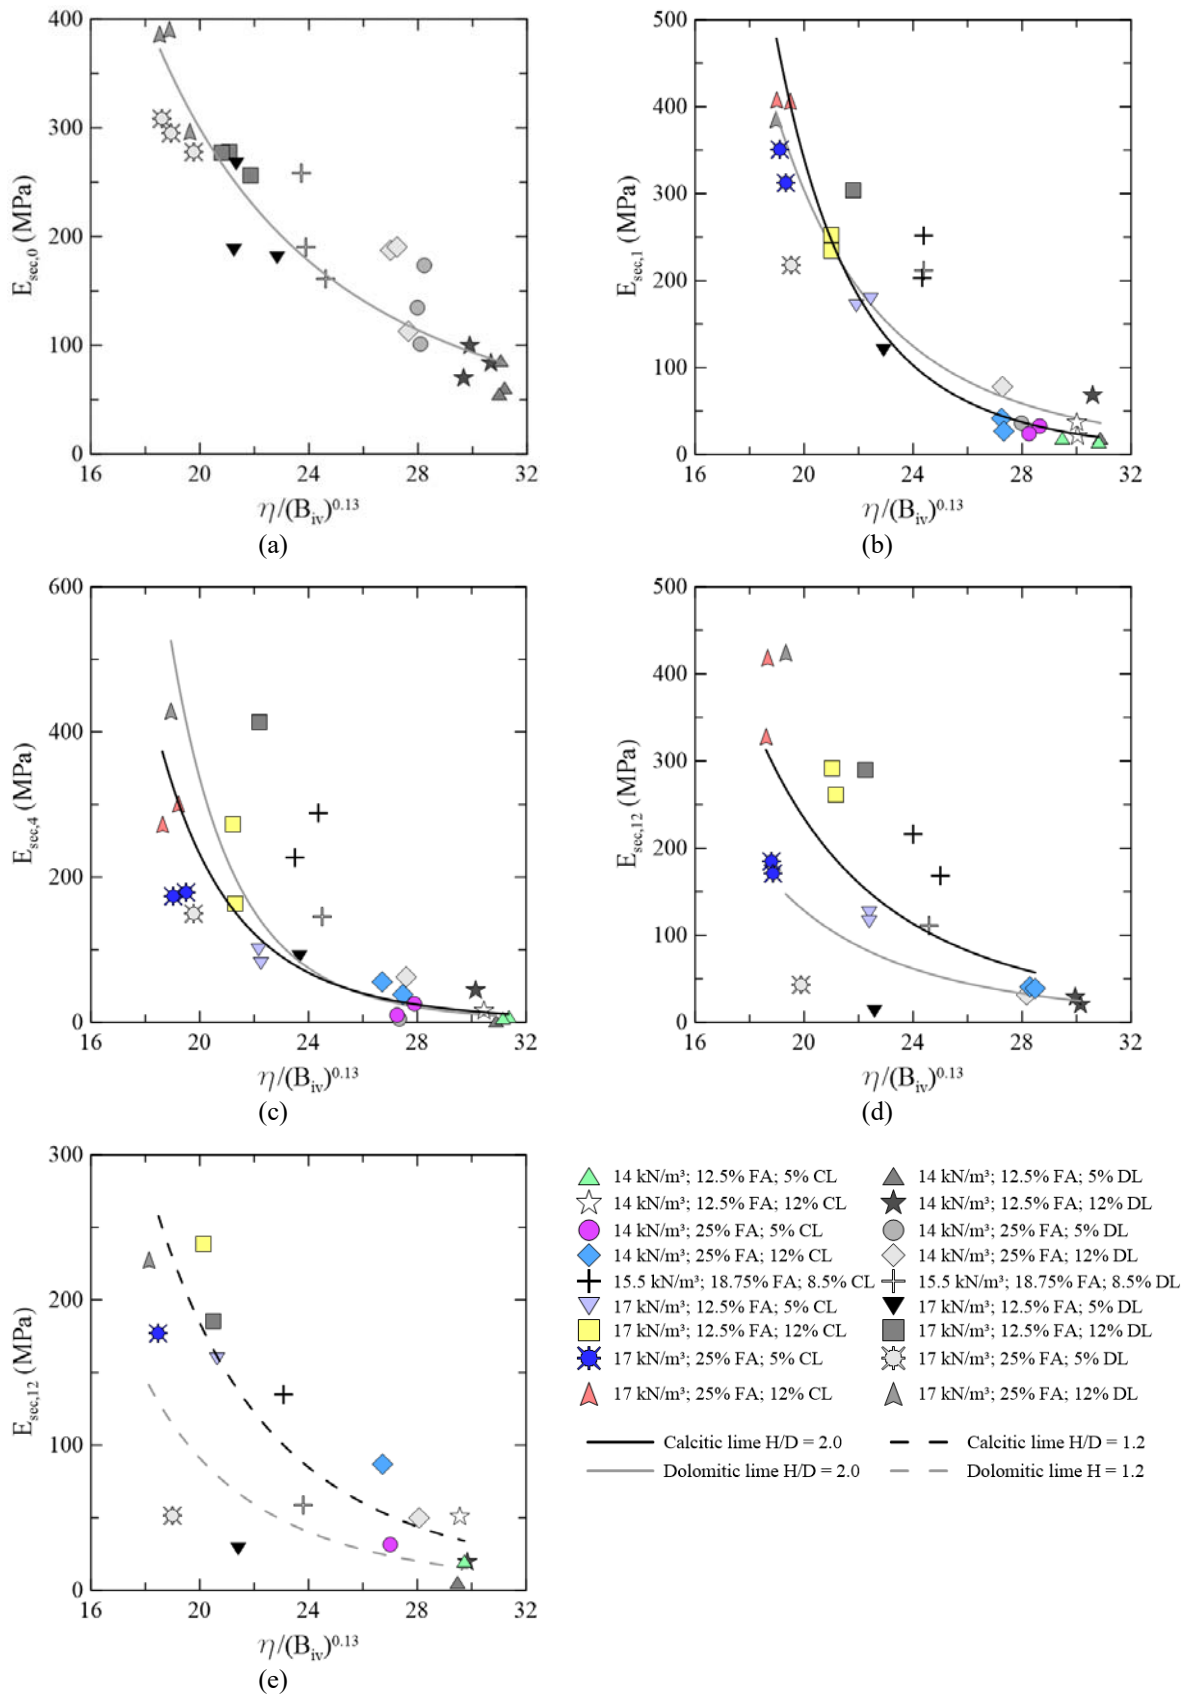 400
300
200
100
0
E_sec,0 (MPa)
16 20 24 28 32
η/(B_iv)^0.13
(a)
500
400
300
200
100
0
E_sec,1 (MPa)
16 20 24 28 32
η/(B_iv)^0.13
(b)
600
400
200
0
E_sec,4 (MPa)
16 20 24 28 32
η/(B_iv)^0.13
(c)
500
400
300
200
100
0
E_sec,12 (MPa)
16 20 24 28 32
η/(B_iv)^0.13
(d)
300
200
100
0
E_sec,12 (MPa)
16 20 24 28 32
η/(B_iv)^0.13
(e)
14 kN/m³; 12.5% FA; 5% CL
14 kN/m³; 12.5% FA; 12% CL
14 kN/m³; 25% FA; 5% CL
14 kN/m³; 25% FA; 12% CL
15.5 kN/m³; 18.75% FA; 8.5% CL
17 kN/m³; 12.5% FA; 5% CL
17 kN/m³; 12.5% FA; 12% CL
17 kN/m³; 25% FA; 5% CL
17 kN/m³; 25% FA; 12% CL
14 kN/m³; 12.5% FA; 5% DL
14 kN/m³; 12.5% FA; 12% DL
14 kN/m³; 25% FA; 5% DL
14 kN/m³; 25% FA; 12% DL
15.5 kN/m³; 18.75% FA; 8.5% DL
17 kN/m³; 12.5% FA; 5% DL
17 kN/m³; 12.5% FA; 12% DL
17 kN/m³; 25% FA; 5% DL
17 kN/m³; 25% FA; 12% DL
Calcitic lime H/D = 2.0
Dolomitic lime H/D = 2.0
Calcitic lime H/D = 1.2
Dolomitic lime H = 1.2